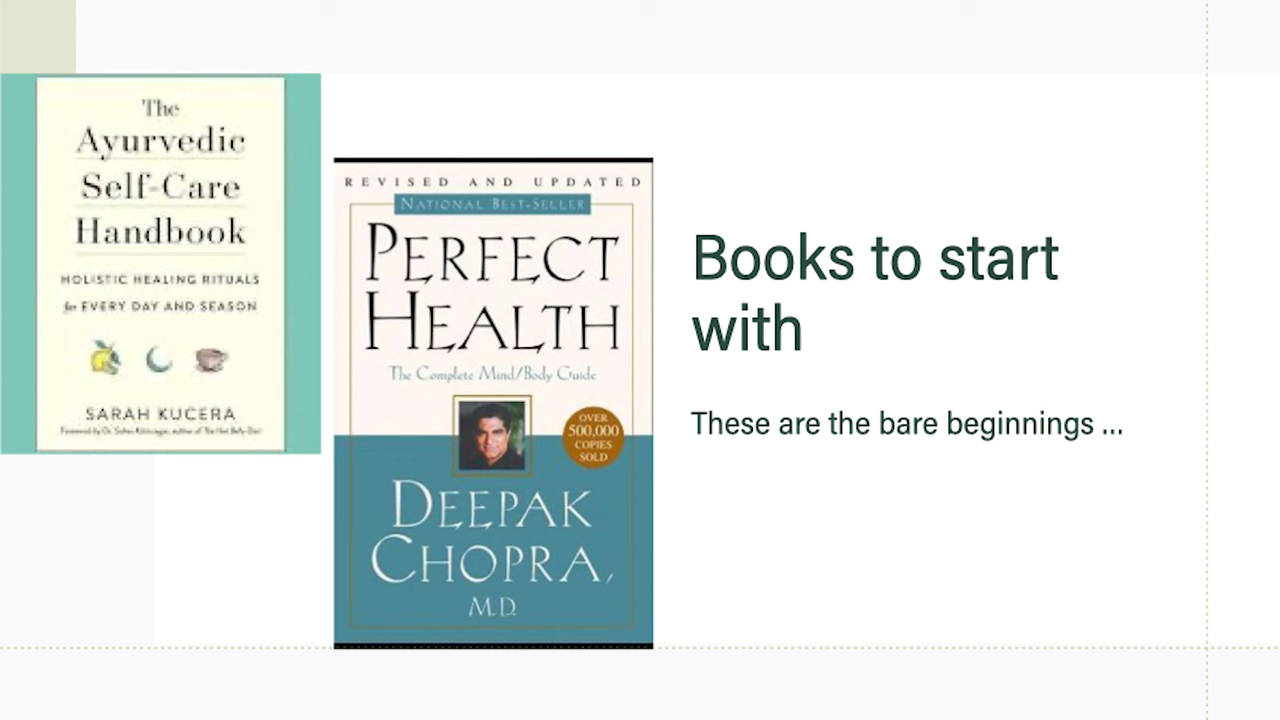 The
Ayurvedic
Self-Care
Handbook
HOLISTIC HEALING RITUALS
for EVERY DAY AND SEASON
SARAH KUCERA
REVISED AND UPDATED
NATIONAL BEST-SELLER
PERFECT
HEALTH
The Complete Mind/Body Guide
OVER
500,000
COPIES
SOLD
DEEPAK
CHOPRA,
M.D.
Books to start
with
These are the bare beginnings ...